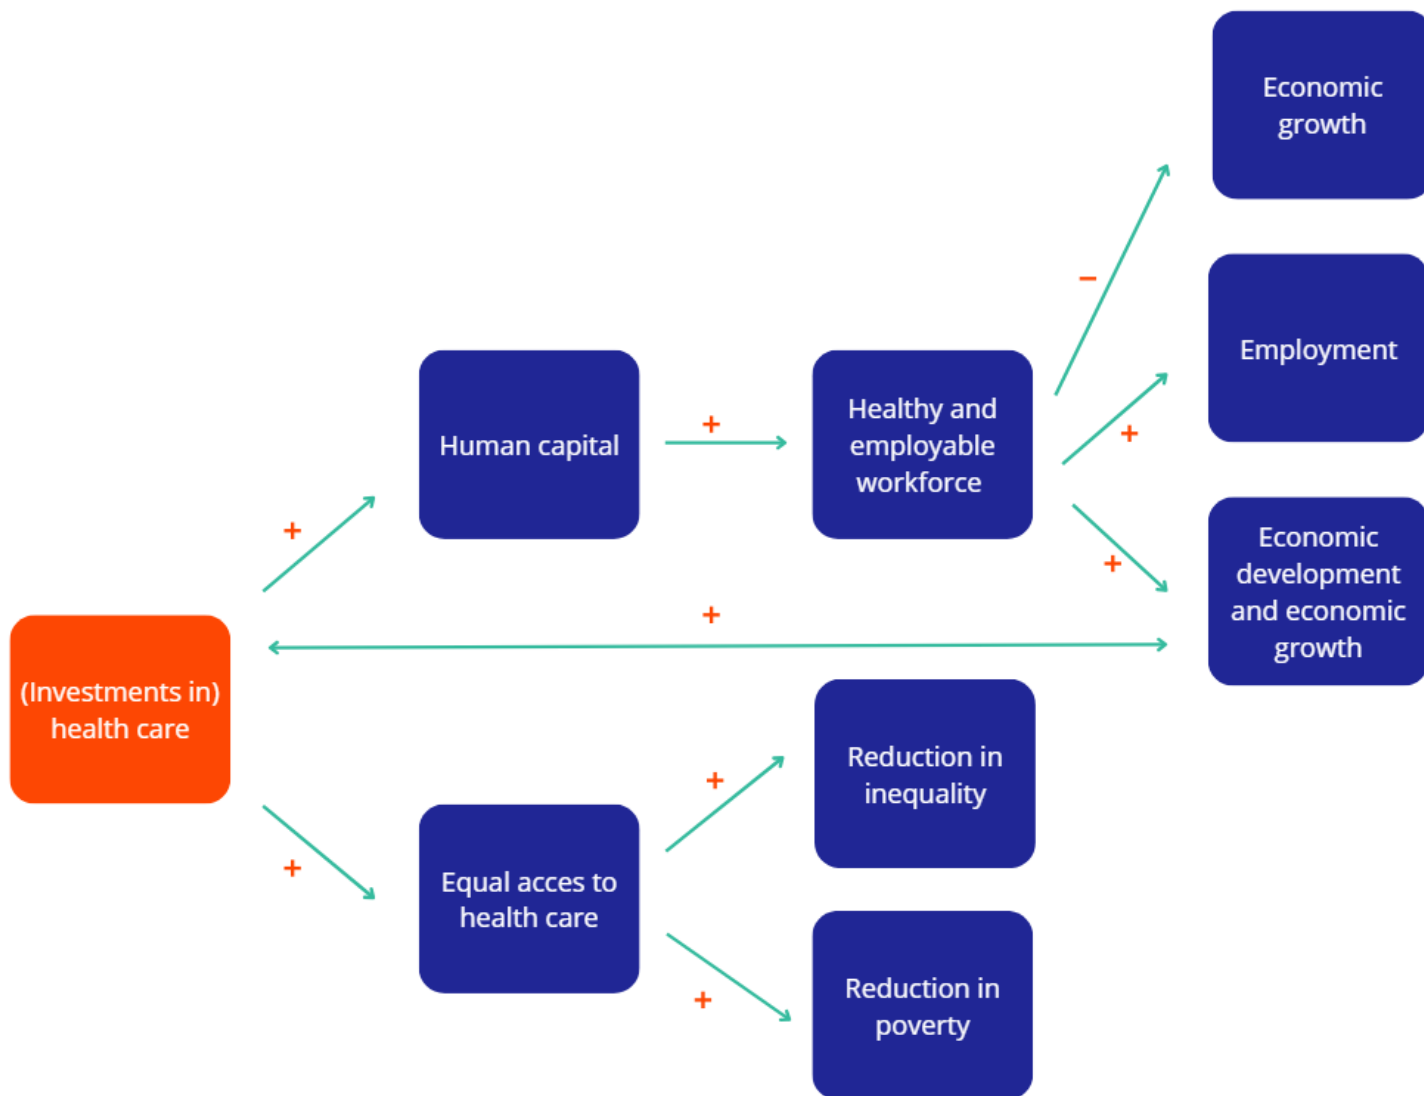 Economic
growth
–
Employment
Human capital
+
Healthy and
employable
workforce
+
Economic
development
and economic
growth
+
+
+
(Investments in)
health care
Reduction in
inequality
+
+
Equal acces to
health care
Reduction in
poverty
+